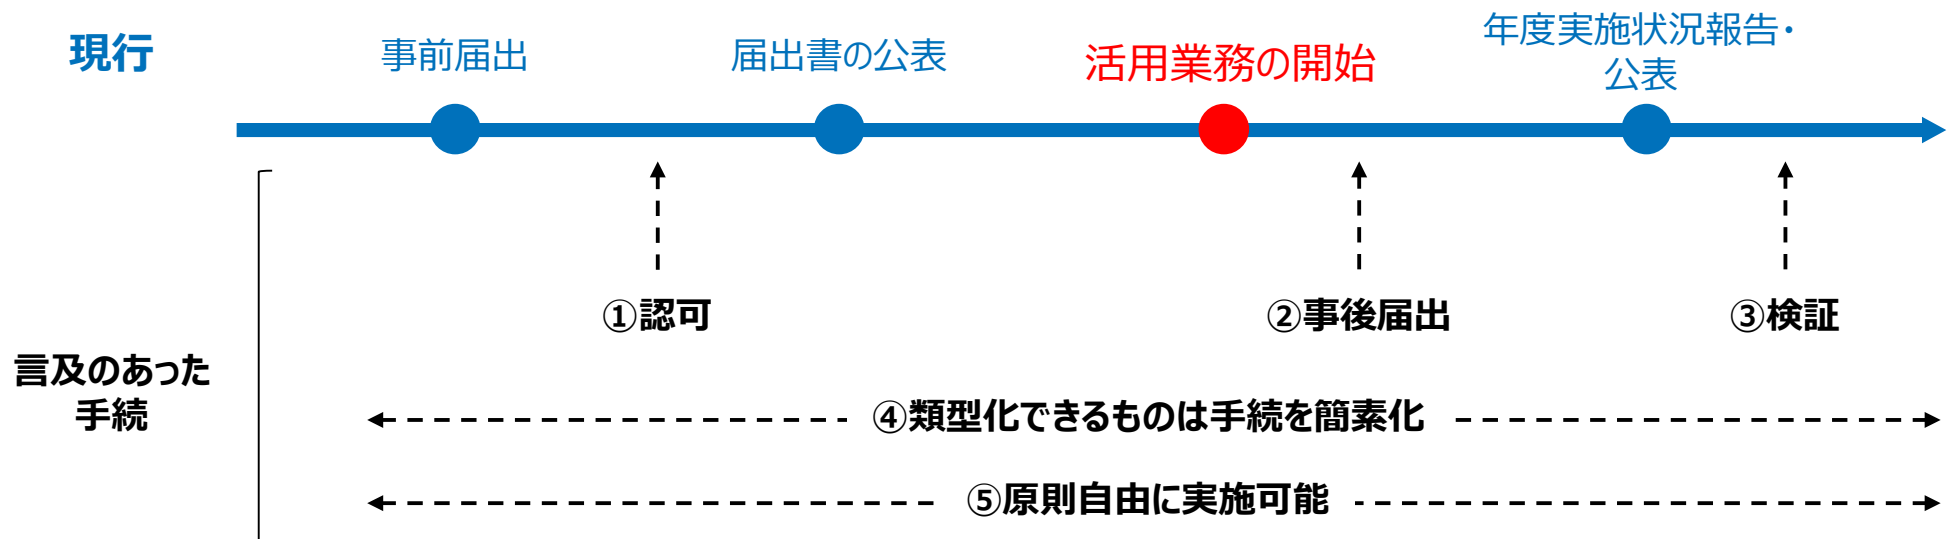 現行
事前届出
届出書の公表
活用業務の開始
年度実施状況報告・
公表
①認可
②事後届出
③検証
言及のあった
手続
④類型化できるものは手続を簡素化
⑤原則自由に実施可能